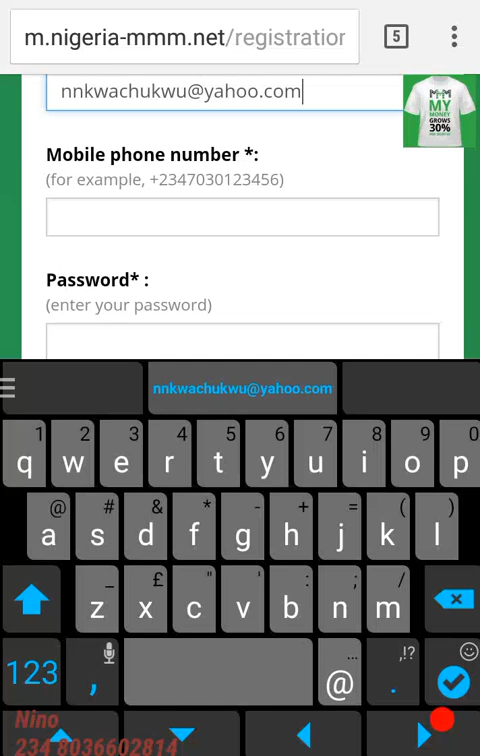 m.nigeria-mmm.net/registration
5
nnkwachukwu@yahoo.com
MMM
MY
MONEY
GROWS
30%
Mobile phone number *:
(for example, +2347030123456)
Password* :
(enter your password)
nnkwachukwu@yahoo.com
1 2 3 4 5 6 7 8 9 0
q w e r t y u i o p
@ # & * - + = ( )
a s d f g h j k l
_ £ " ' : ; /
z x c v b n m
... ,!?
123 , @ .
Nino
234 8036602814